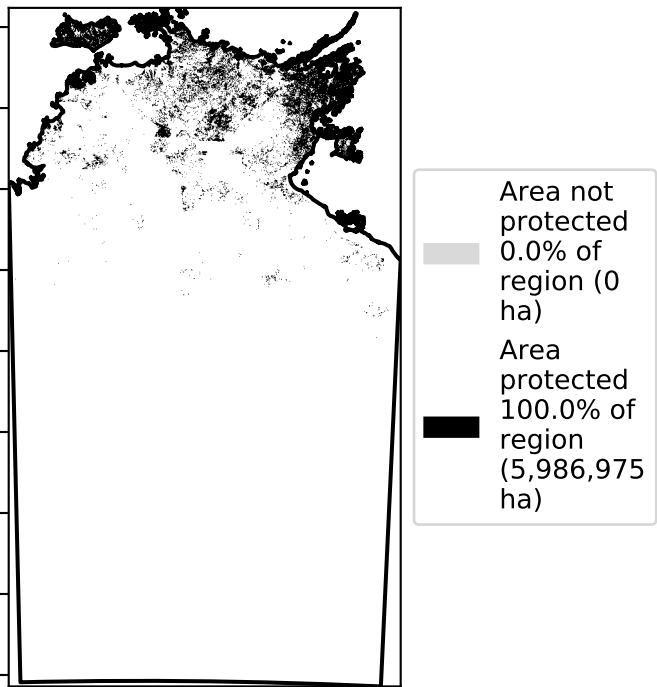 Area not
protected
0.0% of
region (0
ha)
Area
protected
100.0% of
region
(5,986,975
ha)